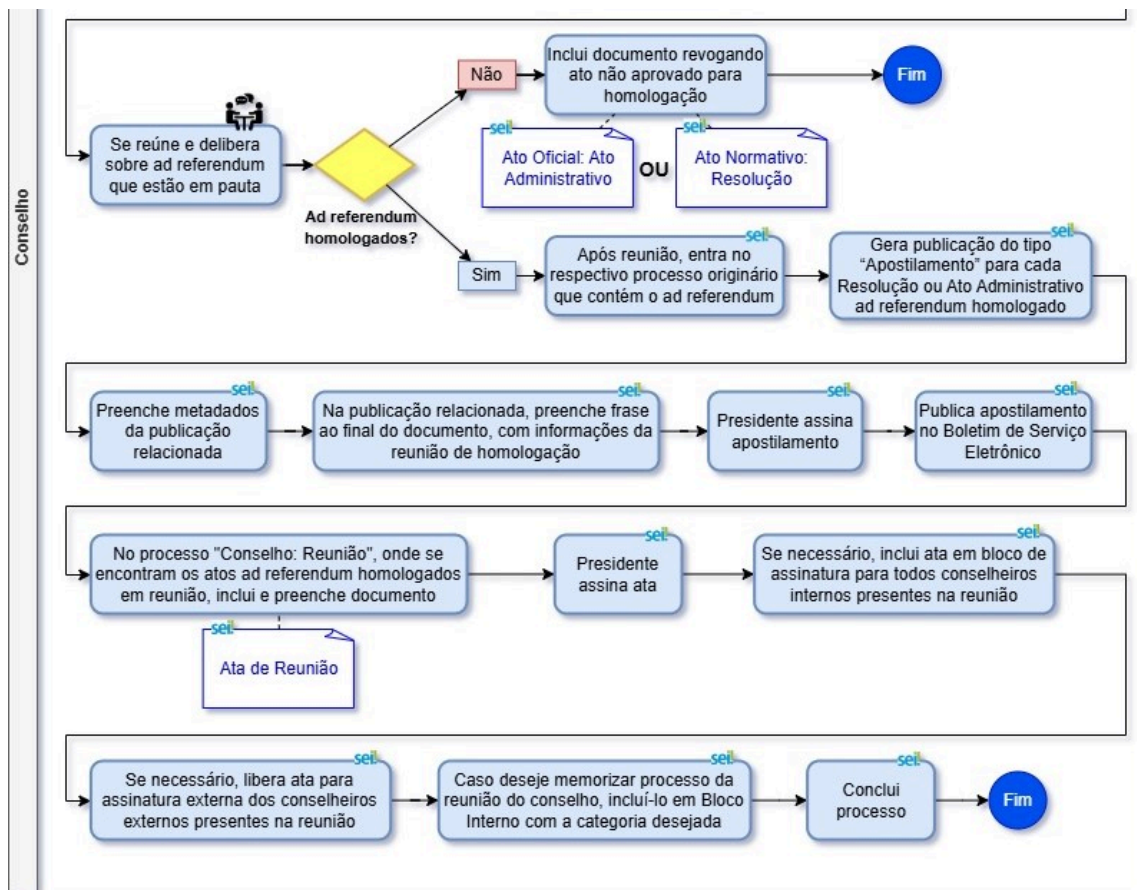 Conselho
Se reúne e delibera
sobre ad referendum
que estão em pauta
Ad referendum
homologados?
Não
Inclui documento revogando
ato não aprovado para
homologação
Fim
sei!
Ato Oficial: Ato
Administrativo
OU
sei!
Ato Normativo:
Resolução
Sim
sei!
Após reunião, entra no
respectivo processo originário
que contém o ad referendum
sei!
Gera publicação do tipo
“Apostilamento” para cada
Resolução ou Ato Administrativo
ad referendum homologado
sei!
Preenche metadados
da publicação
relacionada
sei!
Na publicação relacionada, preenche frase
ao final do documento, com informações da
reunião de homologação
sei!
Presidente assina
apostilamento
sei!
Publica apostilamento
no Boletim de Serviço
Eletrônico
sei!
No processo "Conselho: Reunião", onde se
encontram os atos ad referendum homologados
em reunião, inclui e preenche documento
sei!
Ata de Reunião
sei!
Presidente
assina ata
sei!
Se necessário, inclui ata em bloco de
assinatura para todos conselheiros
internos presentes na reunião
sei!
Se necessário, libera ata para
assinatura externa dos conselheiros
externos presentes na reunião
sei!
Caso deseje memorizar processo da
reunião do conselho, incluí-lo em Bloco
Interno com a categoria desejada
sei!
Conclui
processo
Fim